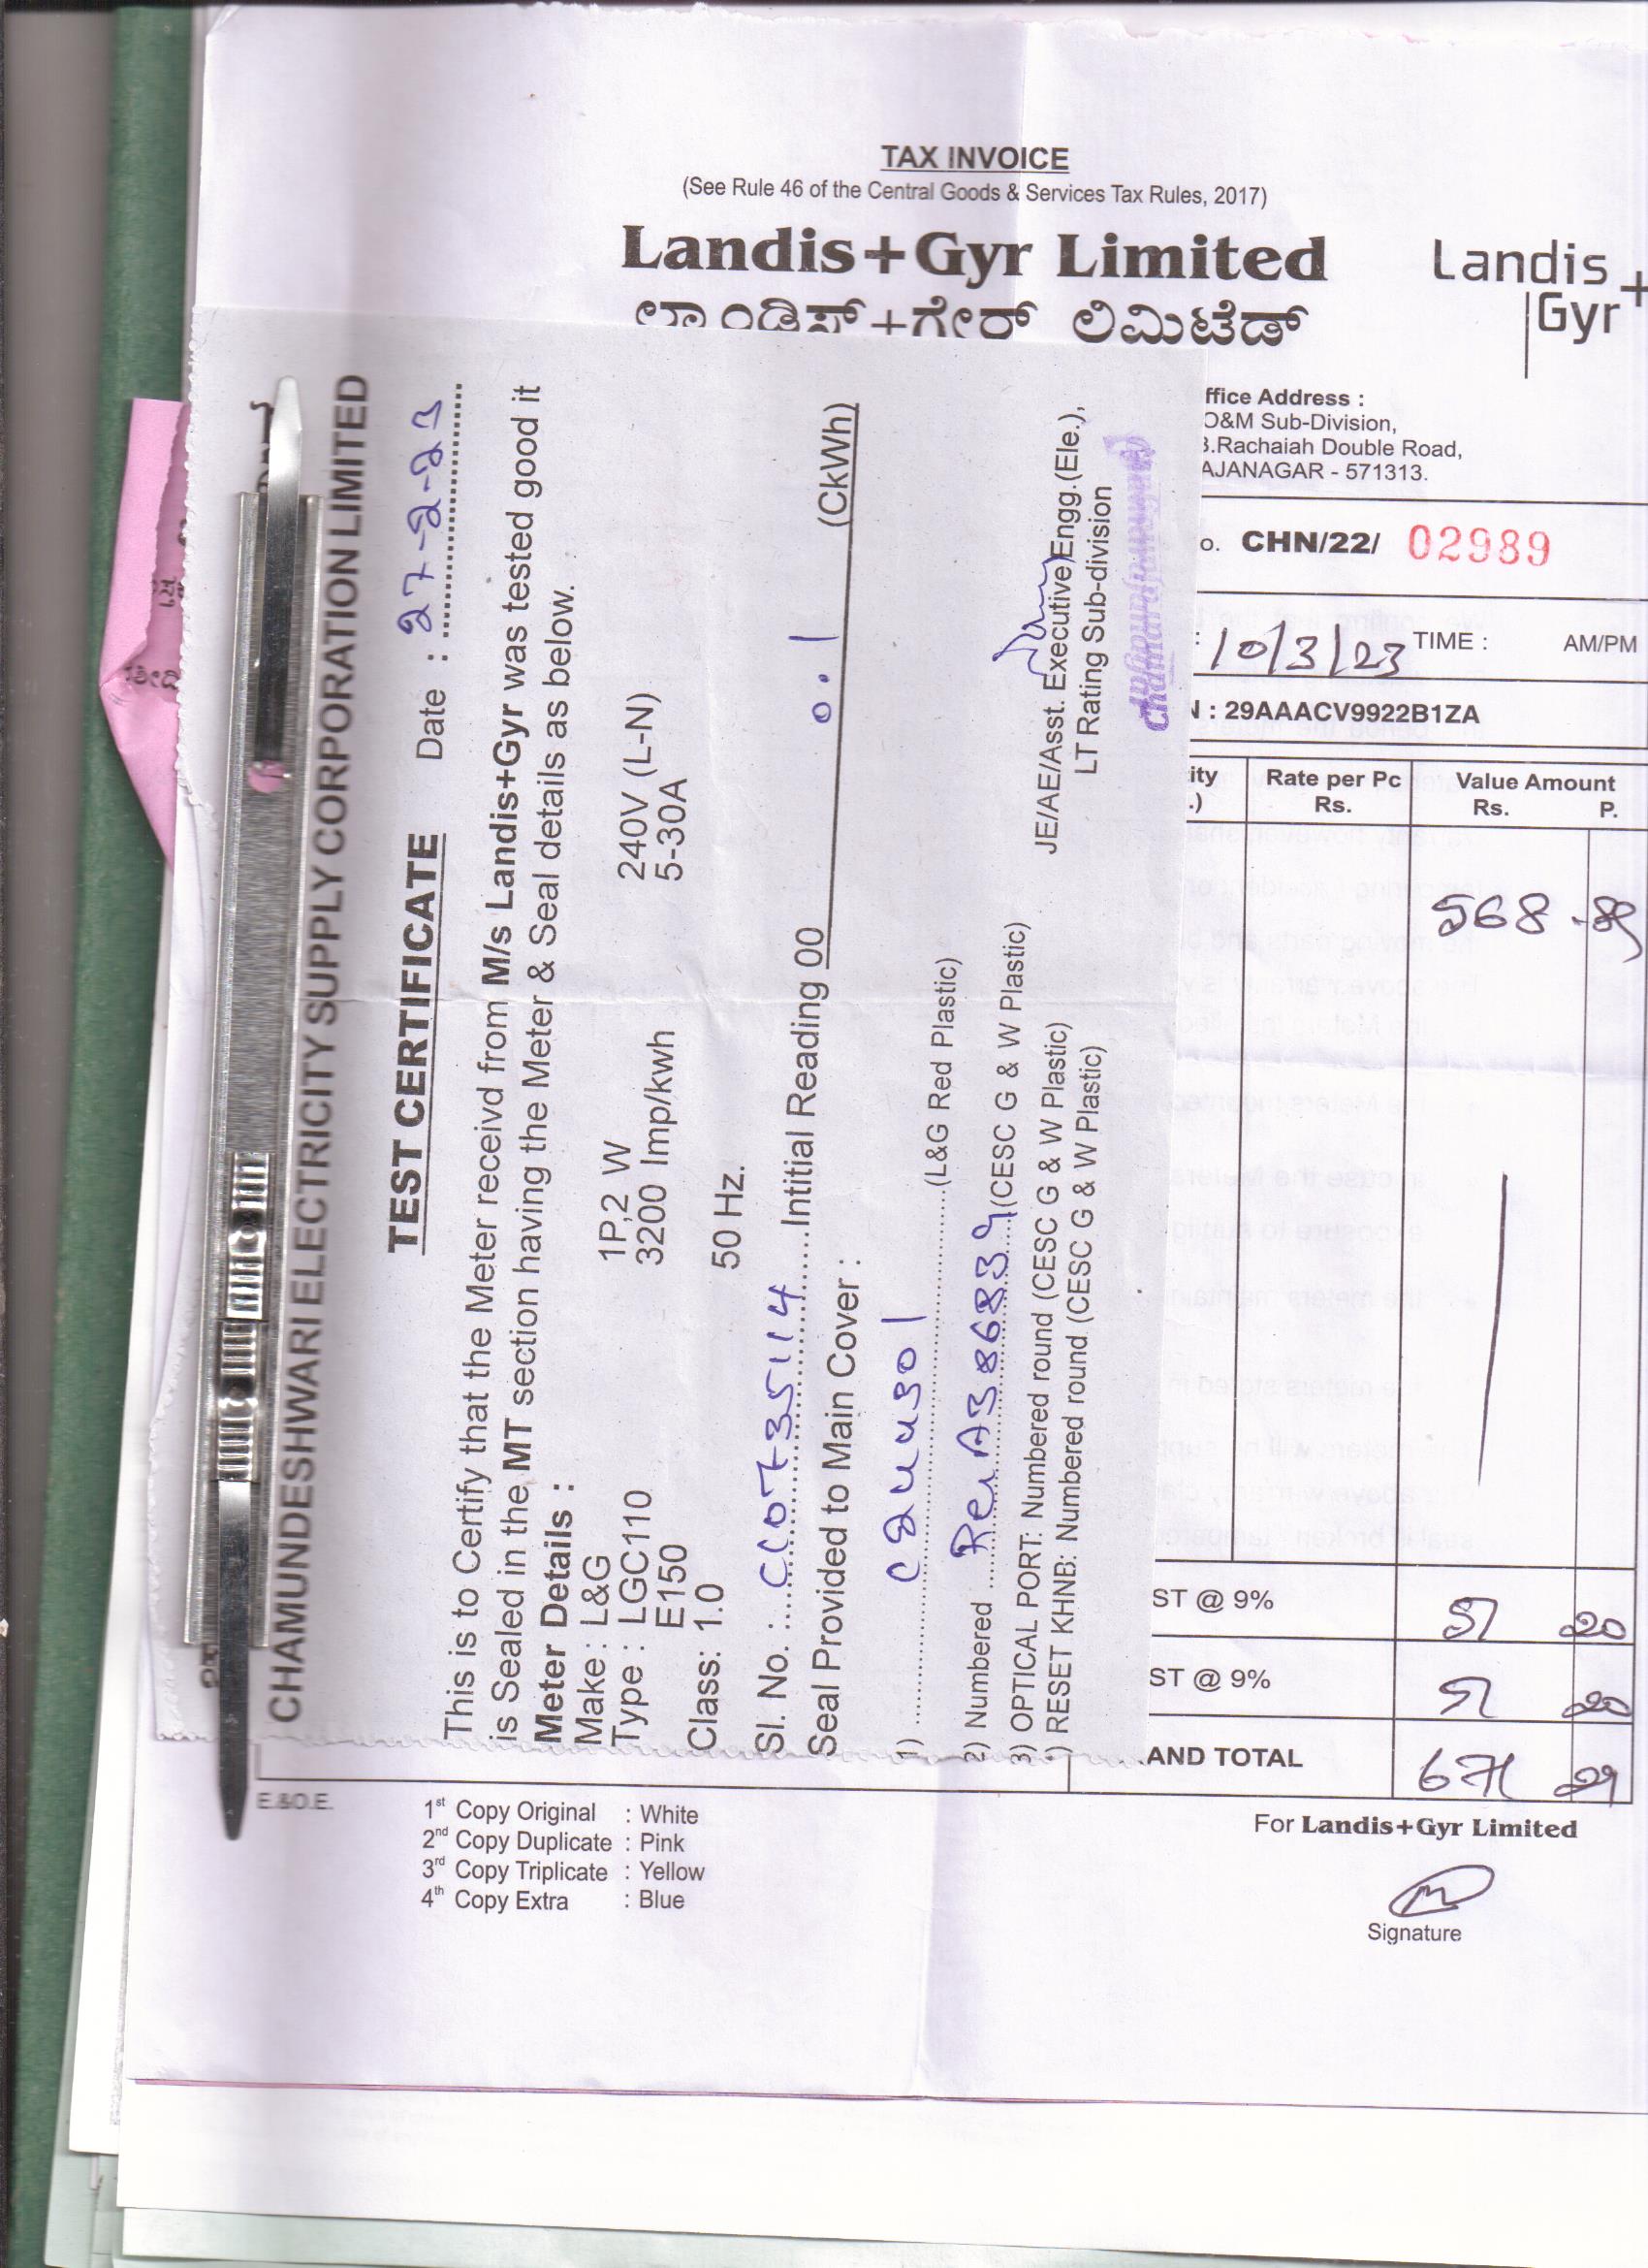 TAX INVOICE
(See Rule 46 of the Central Goods & Services Tax Rules, 2017)
Landis+Gyr Limited
ಲ್ಯಾಂಡಿಸ್+ಗೇರ್ ಲಿಮಿಟೆಡ್
Landis
Gyr+
ffice Address :
O&M Sub-Division,
B.Rachaiah Double Road,
AJANAGAR - 571313.
o. CHN/22/ 02989
: 10/3/23 TIME : AM/PM
N : 29AAACV9922B1ZA
tity Rate per Pc Value Amount
.) Rs. Rs. P.
568 - 89
ST @ 9% 51 20
ST @ 9% 51 20
AND TOTAL 671 29
E.&O.E.
1st Copy Original : White
2nd Copy Duplicate : Pink
3rd Copy Triplicate : Yellow
4th Copy Extra : Blue
For Landis+Gyr Limited
Signature
CHAMUNDESHWARI ELECTRICITY SUPPLY CORPORATION LIMITED
TEST CERTIFICATE Date : 27-2-23
This is to Certify that the Meter receivd from M/s Landis+Gyr was tested good it
is Sealed in the MT section having the Meter & Seal details as below.
Meter Details :
Make : L&G 1P,2 W 240V (L-N)
Type : LGC110 3200 Imp/kwh 5-30A
E150
Class: 1.0 50 Hz.
Sl. No. : CC0735114 Intitial Reading 00 0.1 (CkWh)
Seal Provided to Main Cover :
1) (L&G Red Plastic)
2) Numbered (CESC G & W Plastic)
3) OPTICAL PORT: Numbered round (CESC G & W Plastic)
) RESET KHNB: Numbered round (CESC G & W Plastic)
JE/AE/Asst. Executive Engg.(Ele.),
LT Rating Sub-division